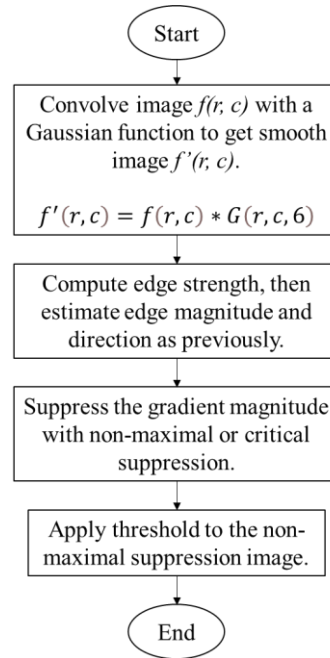 Start
Convolve image f(r, c) with a
Gaussian function to get smooth
image f’(r, c).
f′(r, c) = f(r, c) ∗ G(r, c, 6)
Compute edge strength, then
estimate edge magnitude and
direction as previously.
Suppress the gradient magnitude
with non-maximal or critical
suppression.
Apply threshold to the non-
maximal suppression image.
End